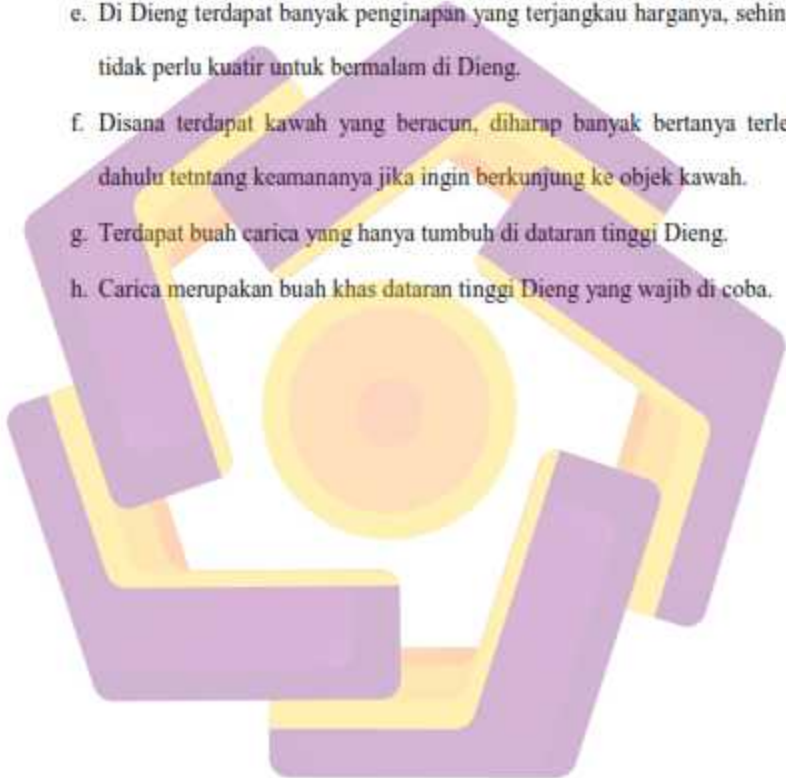 e. Di Dieng terdapat banyak penginapan yang terjangkau harganya, sehin
tidak perlu kuatir untuk bermalam di Dieng.
f. Disana terdapat kawah yang beracun, diharap banyak bertanya terle
dahulu tetntang keamananya jika ingin berkunjung ke objek kawah.
g. Terdapat buah carica yang hanya tumbuh di dataran tinggi Dieng.
h. Carica merupakan buah khas dataran tinggi Dieng yang wajib di coba.